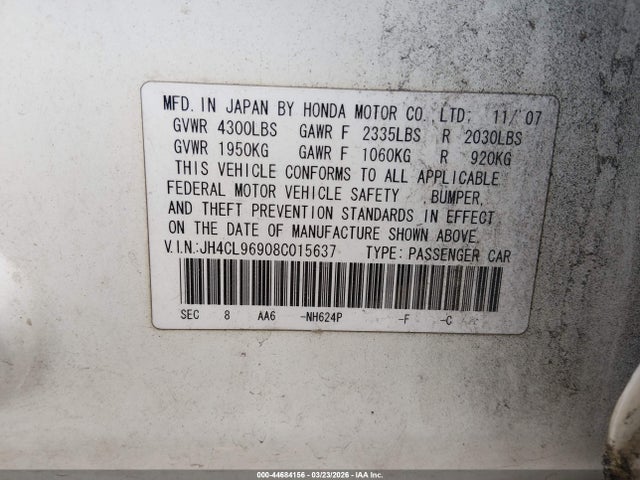 MFD. IN JAPAN BY HONDA MOTOR CO.,LTD. 11/'07
GVWR 4300LBS GAWR F 2335LBS R 2030LBS
GVWR 1950KG GAWR F 1060KG R 920KG
THIS VEHICLE CONFORMS TO ALL APPLICABLE
FEDERAL MOTOR VEHICLE SAFETY, BUMPER,
AND THEFT PREVENTION STANDARDS IN EFFECT
ON THE DATE OF MANUFACTURE SHOWN ABOVE.
V.I.N.:JH4CL96908C015637 TYPE: PASSENGER CAR
SEC 8 AA6 -NH624P -F -C
000-44684156 — 03/23/2026 — IAA Inc.